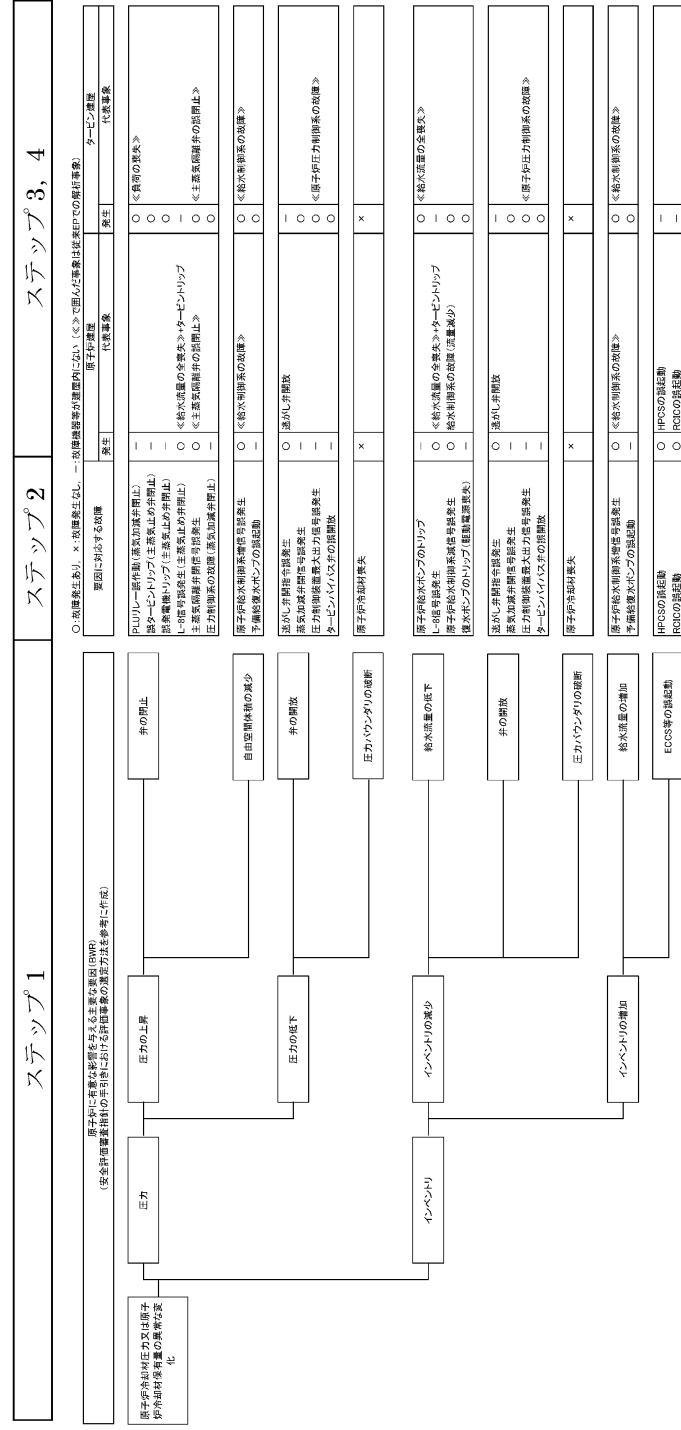 ステップ1
ステップ2
ステップ3, 4
○:故障発生あり、×:故障発生なし、－:故障機器等が建屋内にない（≪≫で囲んだ事象は従来EPでの解析事象）
原子炉に有意な影響を与える主要な要因(BWR)
（安全評価審査指針の手引きにおける評価事象の選定方法を参考に作成）
要因に対応する故障
原子炉建屋
タービン建屋
発生
代表事象
発生
代表事象
原子炉冷却材圧力又は原子
炉冷却材保有量の異常な変
化
圧力
圧力の上昇
弁の閉止
PLUリレー誤作動(蒸気加減弁閉止) － ○ ≪負荷の喪失≫
誤タービントリップ(主蒸気止め弁閉止) － ○
誤発電機トリップ(主蒸気止め弁閉止) － ○
L-8信号誤発生(主蒸気止め弁閉止) ○ ≪給水流量の全喪失≫+タービントリップ －
主蒸気隔離弁閉信号誤発生 ○ ≪主蒸気隔離弁の誤閉止≫ ○ ≪主蒸気隔離弁の誤閉止≫
圧力制御系の故障(蒸気加減弁閉止) － ○
自由空間体積の減少
原子炉給水制御系増信号誤発生 ○ ≪給水制御系の故障≫ ○ ≪給水制御系の故障≫
予備給復水ポンプの誤起動 － ○
圧力の低下
弁の開放
逃がし弁開指令誤発生 ○ 逃がし弁開放 －
蒸気加減弁開信号誤発生 － ○
圧力制御装置最大出力信号誤発生 － ○ ≪原子炉圧力制御系の故障≫
タービンバイパス弁の誤開放 － ○
圧力バウンダリの破断
原子炉冷却材喪失 × ×
インベントリ
インベントリの減少
給水流量の低下
原子炉給水ポンプのトリップ － ○ ≪給水流量の全喪失≫
L-8信号誤発生 ○ ≪給水流量の全喪失≫+タービントリップ －
原子炉給水制御系減信号誤発生 ○ 給水制御系の故障(流量減少) ○
復水ポンプのトリップ(駆動電源喪失) － ○
弁の開放
逃がし弁開指令誤発生 ○ 逃がし弁開放 －
蒸気加減弁開信号誤発生 － ○
圧力制御装置最大出力信号誤発生 － ○ ≪原子炉圧力制御系の故障≫
タービンバイパス弁の誤開放 － ○
圧力バウンダリの破断
原子炉冷却材喪失 × ×
インベントリの増加
給水流量の増加
原子炉給水制御系増信号誤発生 ○ ≪給水制御系の故障≫ ○ ≪給水制御系の故障≫
予備給復水ポンプの誤起動 － ○
ECCS等の誤起動
HPCSの誤起動 ○ HPCSの誤起動 －
RCICの誤起動 ○ RCICの誤起動 －